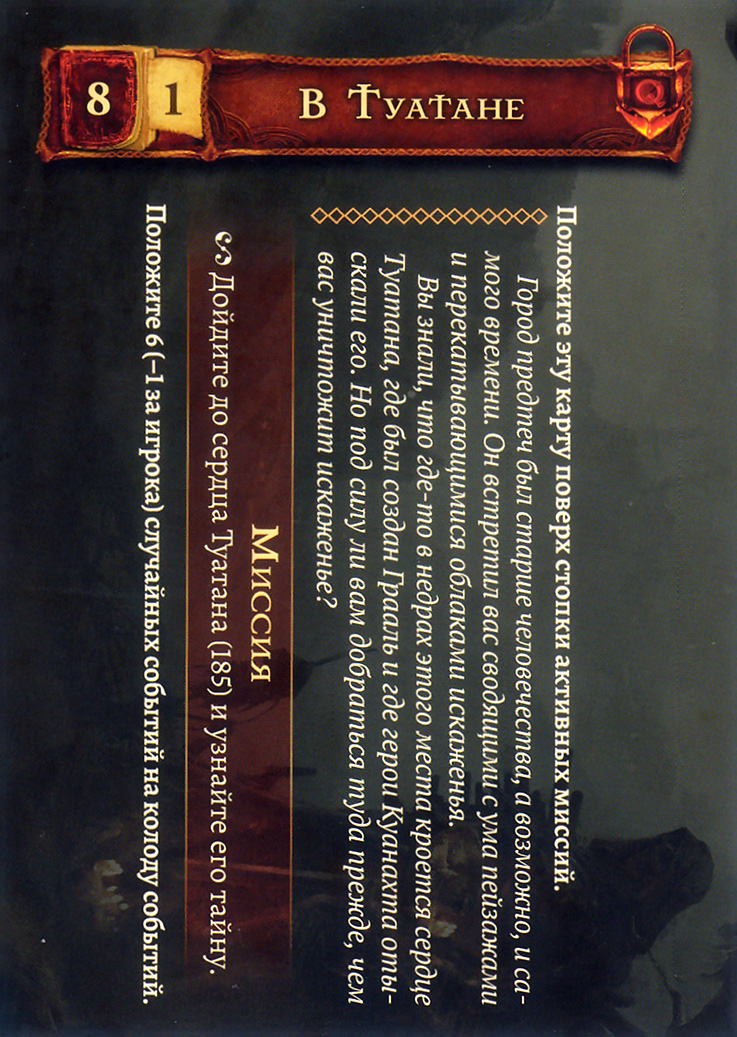 8 1 В Туатане Q
Положите эту карту поверх стопки активных миссий.
Город предтеч был старше человечества, а возможно, и са-
мого времени. Он встретил вас сводящими с ума пейзажами
и перекатывающимися облаками искаженья.
Вы знали, что где-то в недрах этого места кроется сердце
Туатана, где был создан Грааль и где герои Куанахта оты-
скали его. Но под силу ли вам добраться туда прежде, чем
вас уничтожит искаженье?
Миссия
Дойдите до сердца Туатана (185) и узнайте его тайну.
Положите 6 (–1 за игрока) случайных событий на колоду событий.